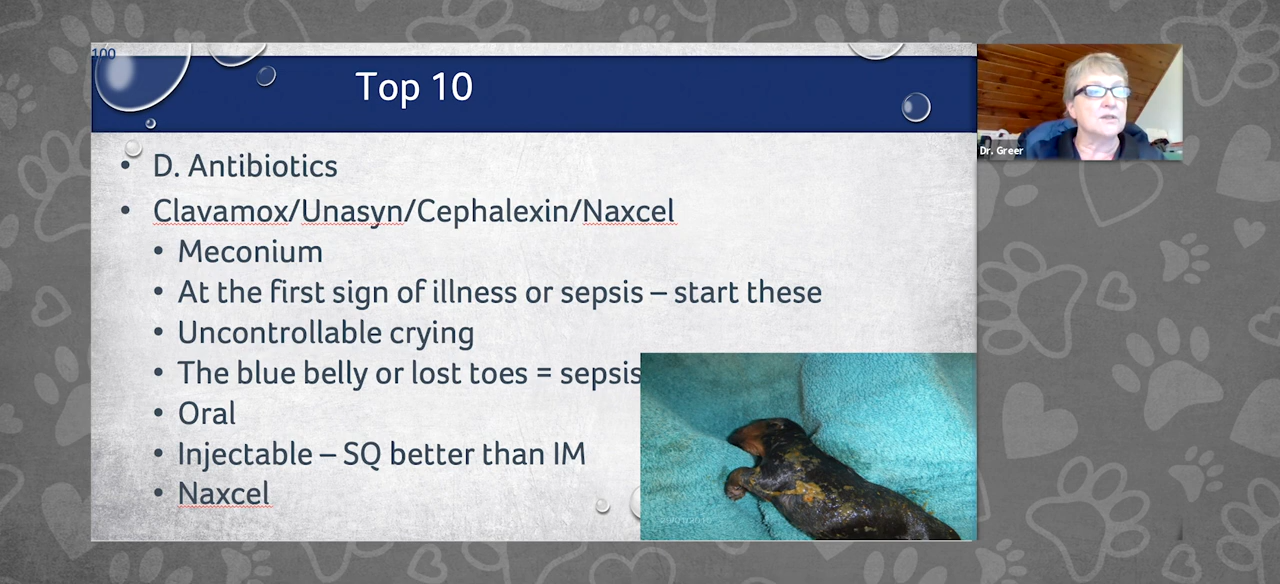 100
Top 10
• D. Antibiotics
• Clavamox/Unasyn/Cephalexin/Naxcel
• Meconium
• At the first sign of illness or sepsis – start these
• Uncontrollable crying
• The blue belly or lost toes = sepsis
• Oral
• Injectable – SQ better than IM
• Naxcel
Dr. Greer